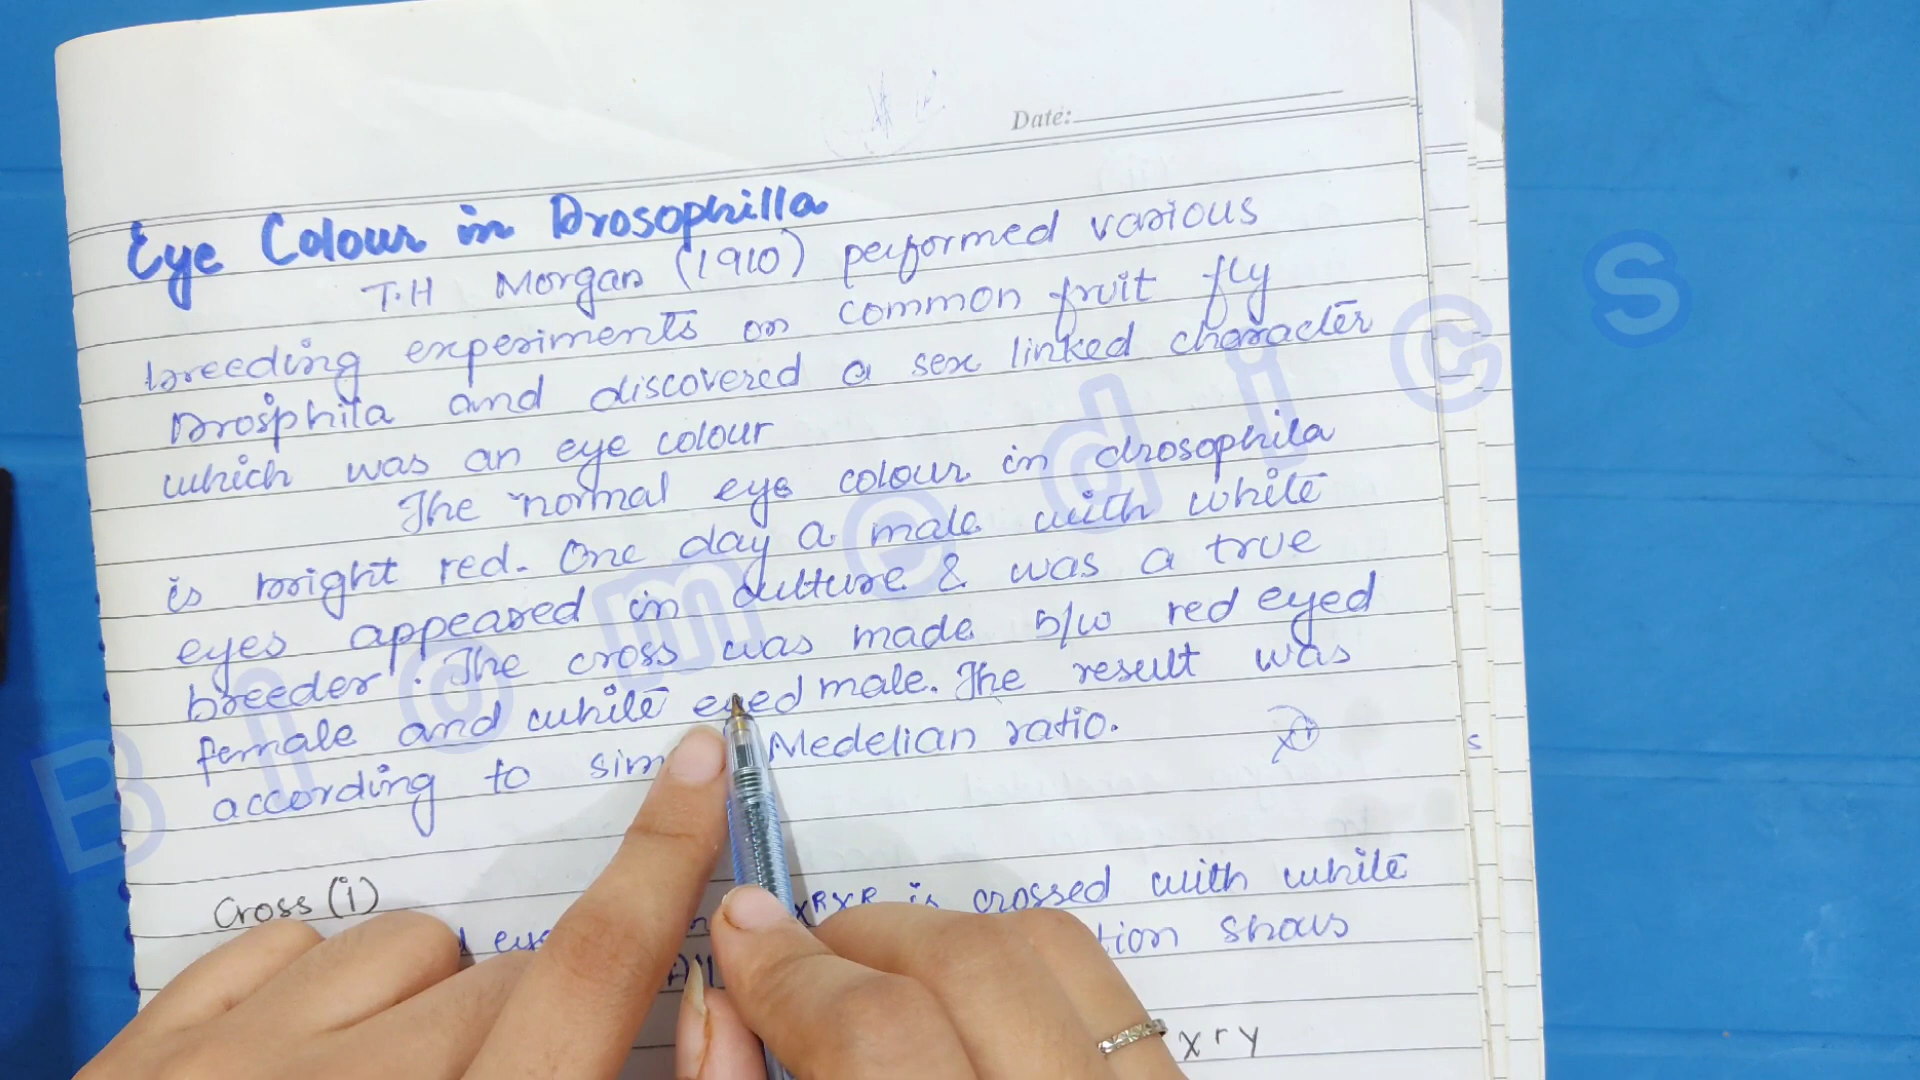 Date:
Eye Colour in Drosophilla
T.H Morgan (1910) performed various
breeding experiments on common fruit fly
Drosphila and discovered a sex linked character
which was an eye colour
The normal eye colour in drosophila
is bright red. One day a male with white
eyes appeared in culture & was a true
breeder. The cross was made b/w red eyed
female and white eyed male. The result was
according to Medelian ratio.
Cross (i)
X^R X^R is crossed with white
shows
X^r Y
Biomedics